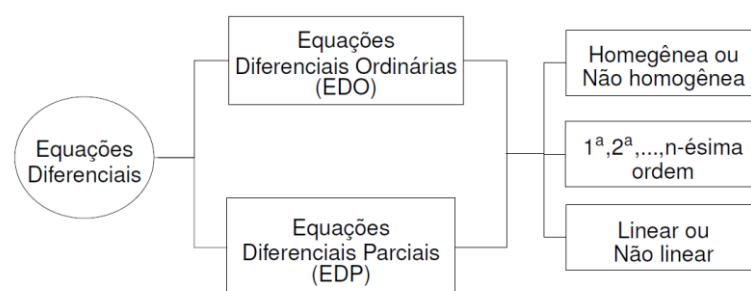 Equações
Diferenciais
Equações
Diferenciais Ordinárias
(EDO)
Equações
Diferenciais Parciais
(EDP)
Homegênea ou
Não homogênea
1ª,2ª,...,n-ésima
ordem
Linear ou
Não linear